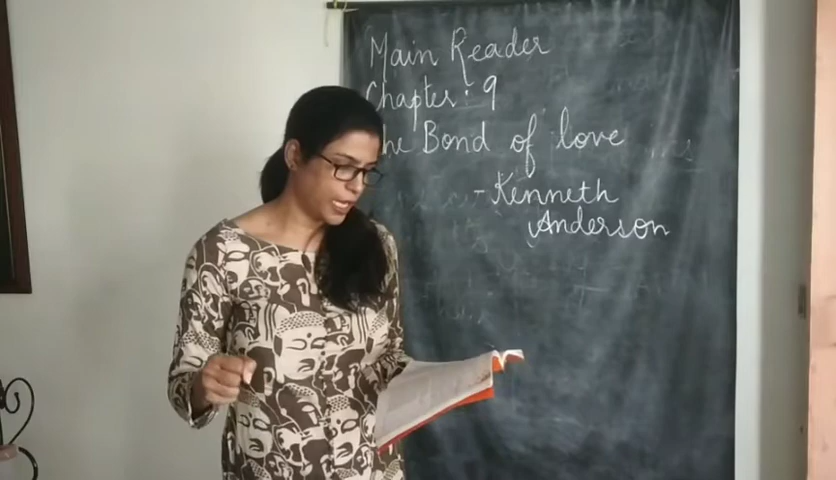 Main Reader
Chapter : 9
he Bond of love
- Kenneth
Anderson